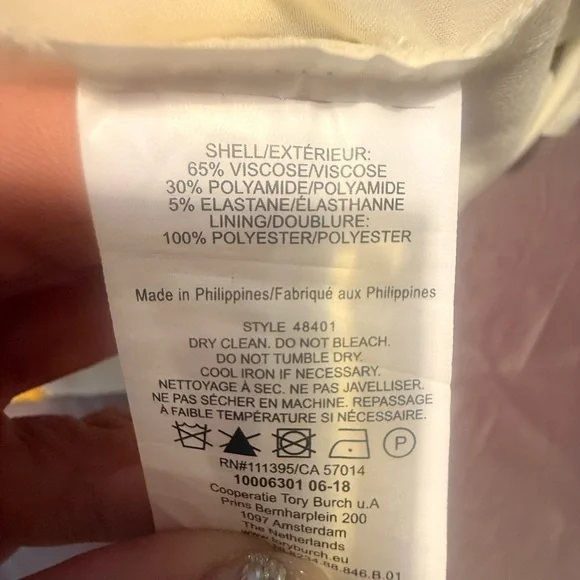 SHELL/EXTÉRIEUR:
65% VISCOSE/VISCOSE
30% POLYAMIDE/POLYAMIDE
5% ELASTANE/ÉLASTHANNE
LINING/DOUBLURE:
100% POLYESTER/POLYESTER
Made in Philippines/Fabriqué aux Philippines
STYLE 48401
DRY CLEAN. DO NOT BLEACH.
DO NOT TUMBLE DRY.
COOL IRON IF NECESSARY.
NETTOYAGE À SEC. NE PAS JAVELLISER.
NE PAS SÉCHER EN MACHINE. REPASSAGE
À FAIBLE TEMPÉRATURE SI NÉCESSAIRE.
P
RN#111395/CA 57014
10006301 06-18
Cooperatie Tory Burch u.A
Prins Bernharplein 200
1097 Amsterdam
The Netherlands
www.toryburch.eu